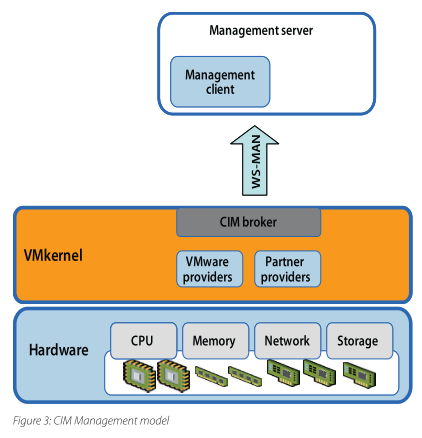 Management server
Management
client
WS-MAN
CIM broker
VMkernel
VMware
providers
Partner
providers
CPU
Memory
Network
Storage
Hardware
Figure 3: CIM Management model